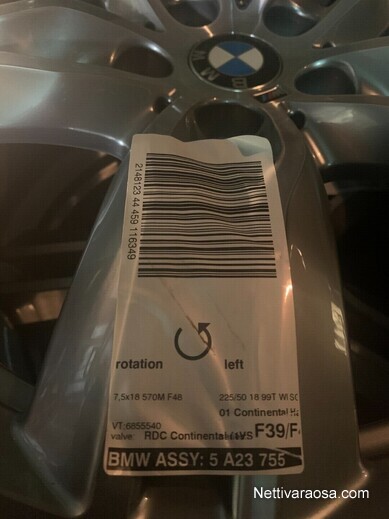 BMW
2148123 44 459 116349
rotation left
7,5x18 570M F48 225/50 18 99T WI
01 Continental
VT:6855540
valve: RDC Continental F39/F
BMW ASSY: 5 A23 755
Nettivaraosa.com